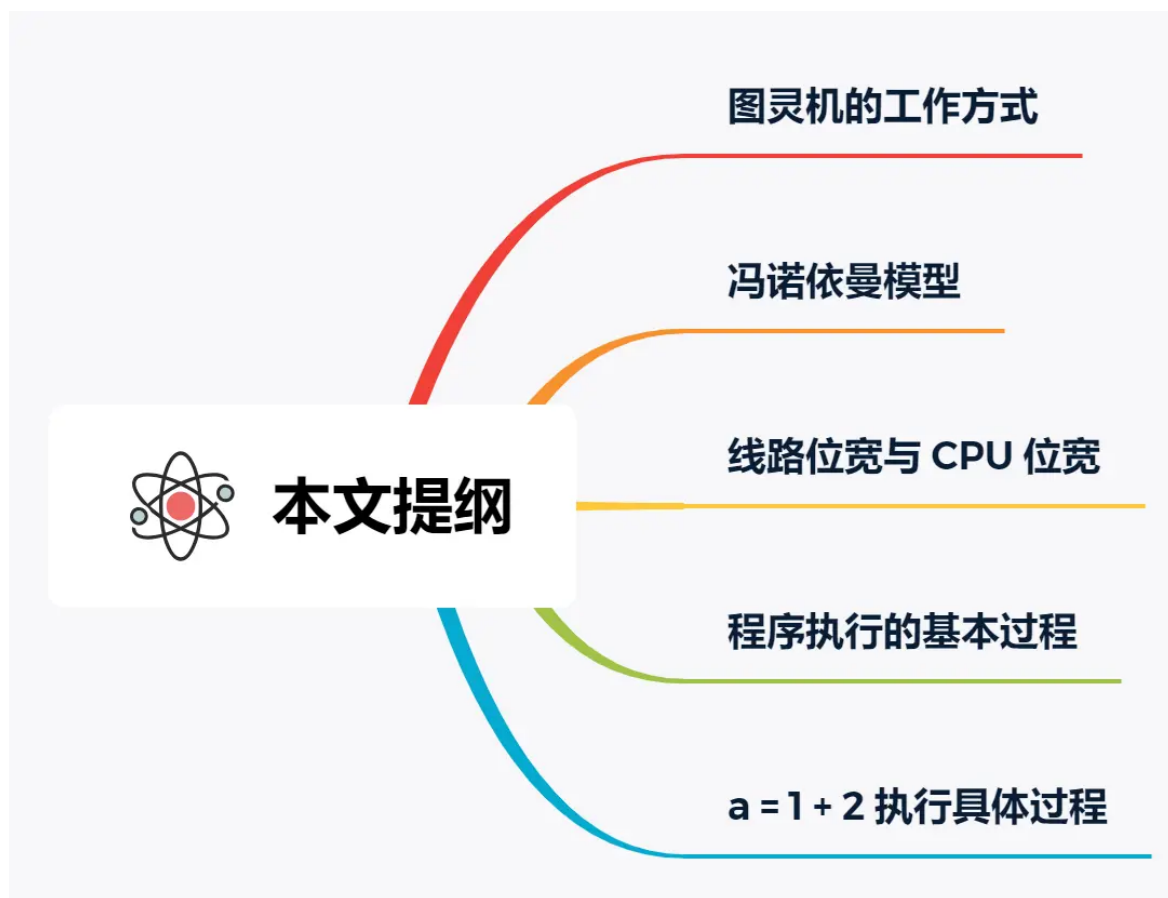 图灵机的工作方式
冯诺依曼模型
线路位宽与 CPU 位宽
本文提纲
程序执行的基本过程
a = 1 + 2 执行具体过程